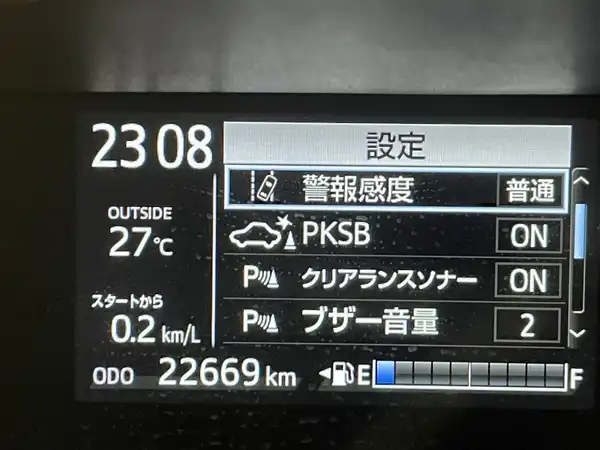 23 08
設定
警報感度 普通
OUTSIDE
27℃
PKSB ON
P クリアランスソナー ON
スタートから
0.2 km/L
P ブザー音量 2
ODO 22669 km E F